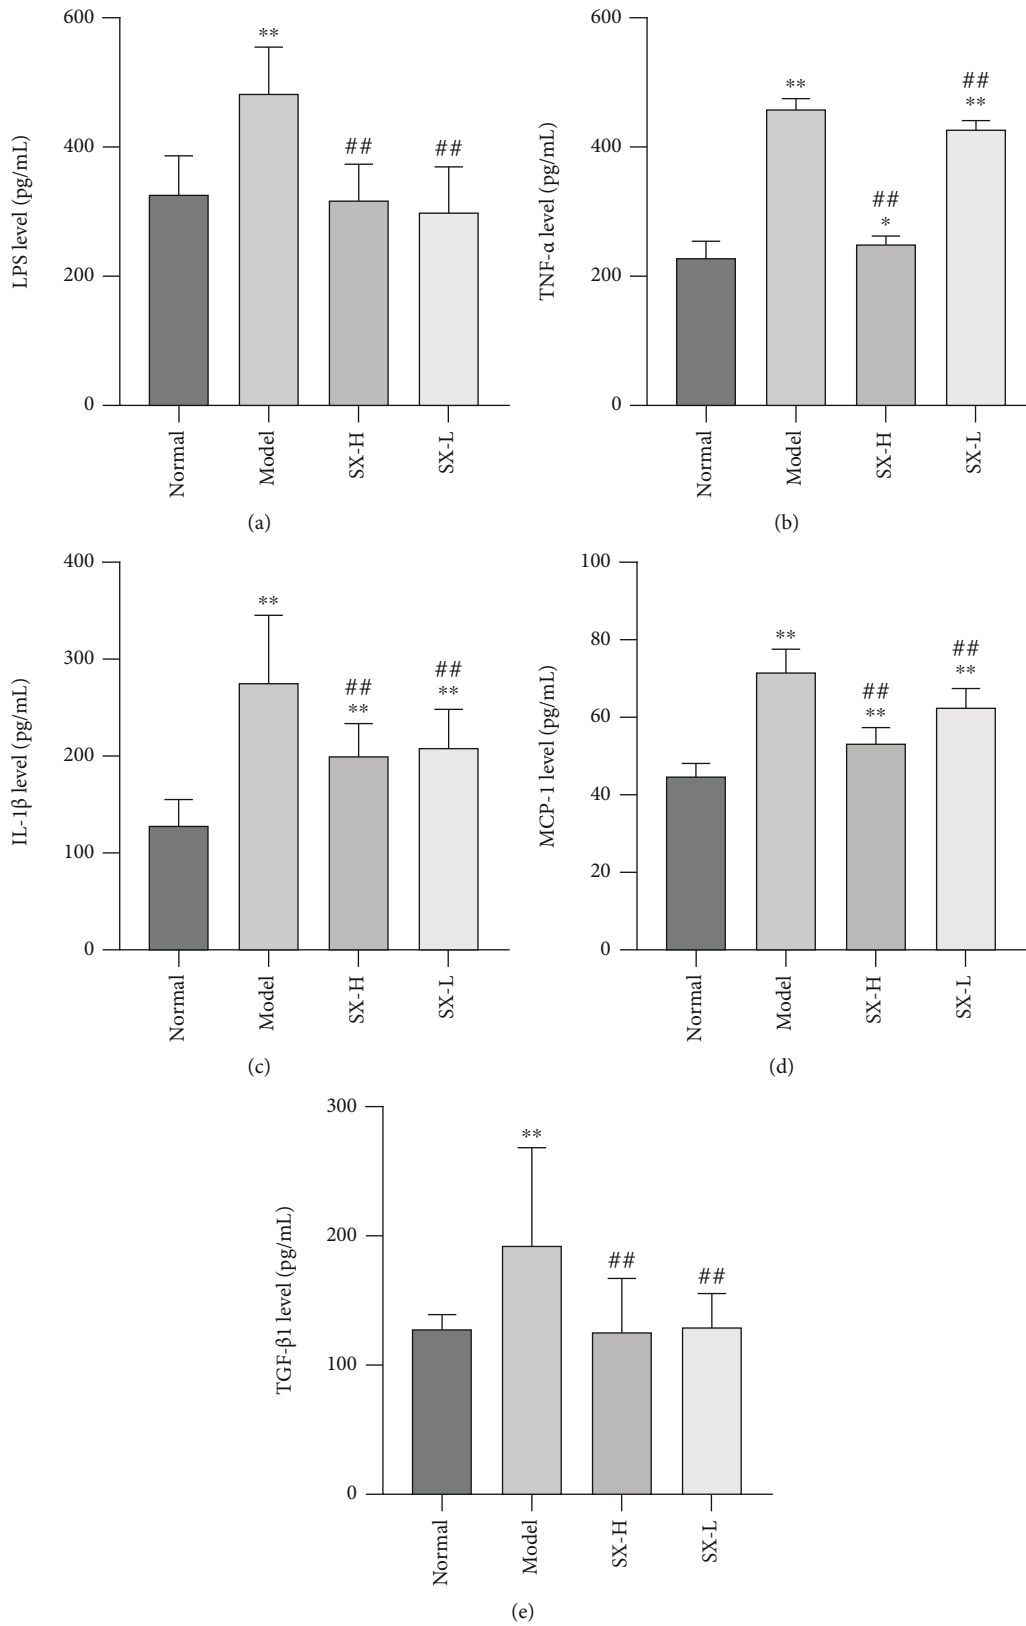 LPS level (pg/mL)
600
400
200
0
**
##
##
Normal
Model
SX-H
SX-L
(a)
TNF-α level (pg/mL)
600
400
200
0
**
##
*
##
**
Normal
Model
SX-H
SX-L
(b)
IL-1β level (pg/mL)
400
300
200
100
0
**
##
**
##
**
Normal
Model
SX-H
SX-L
(c)
MCP-1 level (pg/mL)
100
80
60
40
20
0
**
##
**
##
**
Normal
Model
SX-H
SX-L
(d)
TGF-β1 level (pg/mL)
300
200
100
0
**
##
##
Normal
Model
SX-H
SX-L
(e)